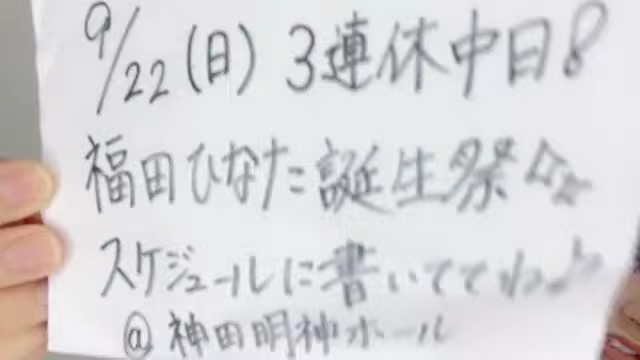 9/22(日) 3連休中日!
福田ひなた誕生祭☆☆
スケジュールに書いててね♪
@神田明神ホール